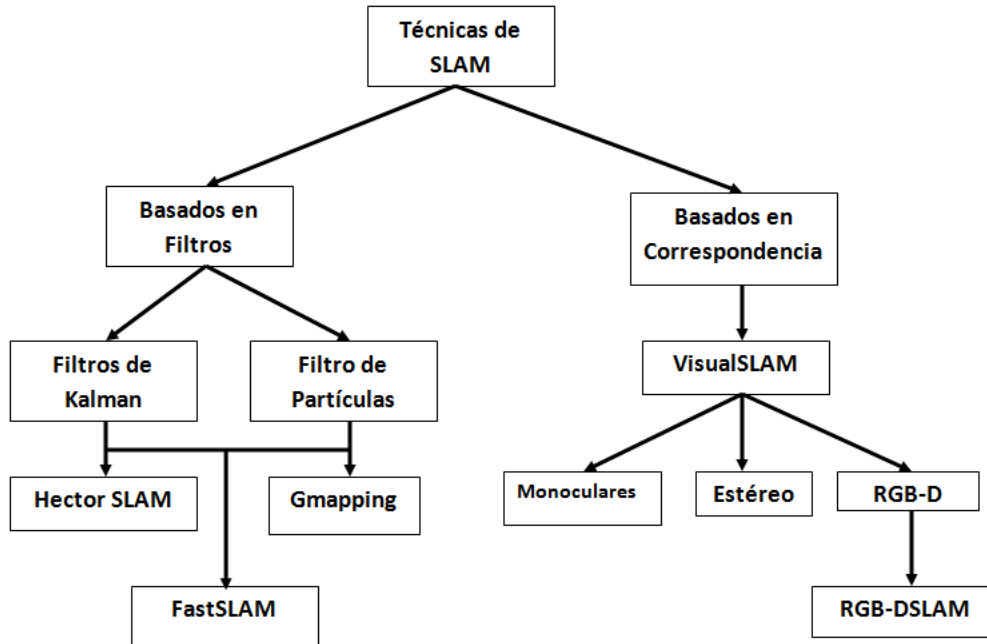 Técnicas de
SLAM
Basados en
Filtros
Basados en
Correspondencia
Filtros de
Kalman
Filtro de
Partículas
VisualSLAM
Hector SLAM
Gmapping
Monoculares
Estéreo
RGB-D
FastSLAM
RGB-DSLAM